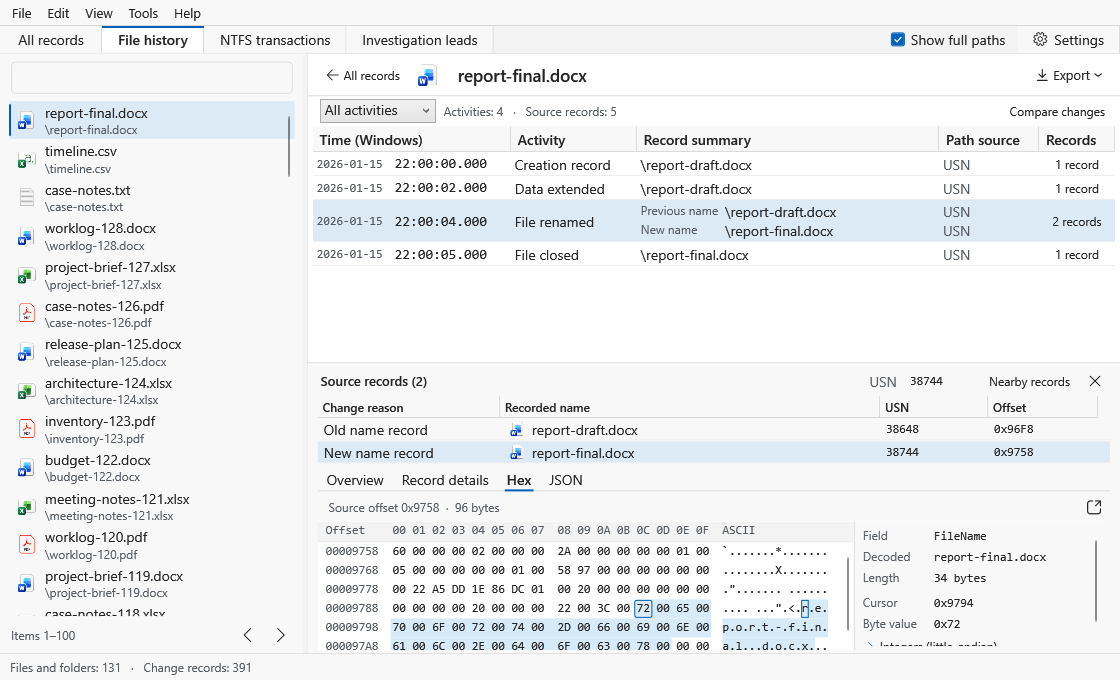 File Edit View Tools Help
All records File history NTFS transactions Investigation leads Show full paths Settings
report-final.docx
\report-final.docx
timeline.csv
\timeline.csv
case-notes.txt
\case-notes.txt
worklog-128.docx
\worklog-128.docx
project-brief-127.xlsx
\project-brief-127.xlsx
case-notes-126.pdf
\case-notes-126.pdf
release-plan-125.docx
\release-plan-125.docx
architecture-124.xlsx
\architecture-124.xlsx
inventory-123.pdf
\inventory-123.pdf
budget-122.docx
\budget-122.docx
meeting-notes-121.xlsx
\meeting-notes-121.xlsx
worklog-120.pdf
\worklog-120.pdf
project-brief-119.docx
\project-brief-119.docx
case-notes-118.xlsx
Items 1–100
All records report-final.docx Export
All activities Activities: 4 · Source records: 5 Compare changes
Time (Windows) Activity Record summary Path source Records
2026-01-15 22:00:00.000 Creation record \report-draft.docx USN 1 record
2026-01-15 22:00:02.000 Data extended \report-draft.docx USN 1 record
2026-01-15 22:00:04.000 File renamed Previous name \report-draft.docx USN 2 records
New name \report-final.docx USN
2026-01-15 22:00:05.000 File closed \report-final.docx USN 1 record
Source records (2) USN 38744 Nearby records
Change reason Recorded name USN Offset
Old name record report-draft.docx 38648 0x96F8
New name record report-final.docx 38744 0x9758
Overview Record details Hex JSON
Source offset 0x9758 · 96 bytes
Offset 00 01 02 03 04 05 06 07 08 09 0A 0B 0C 0D 0E 0F ASCII
00009758 60 00 00 00 02 00 00 00 2A 00 00 00 00 00 01 00 `.......*.......
00009768 05 00 00 00 00 00 01 00 58 97 00 00 00 00 00 00 ........X.......
00009778 00 22 A5 DD 1E 86 DC 01 00 20 00 00 00 00 00 00 ."....... ......
00009788 00 00 00 00 20 00 00 00 22 00 3C 00 72 00 65 00 .... ...".<.r.e.
00009798 70 00 6F 00 72 00 74 00 2D 00 66 00 69 00 6E 00 p.o.r.t.-.f.i.n.
000097A8 61 00 6C 00 2E 00 64 00 6F 00 63 00 78 00 00 00 a.l...d.o.c.x...
Field FileName
Decoded report-final.docx
Length 34 bytes
Cursor 0x9794
Byte value 0x72
Integers (little-endian)
Files and folders: 131 · Change records: 391